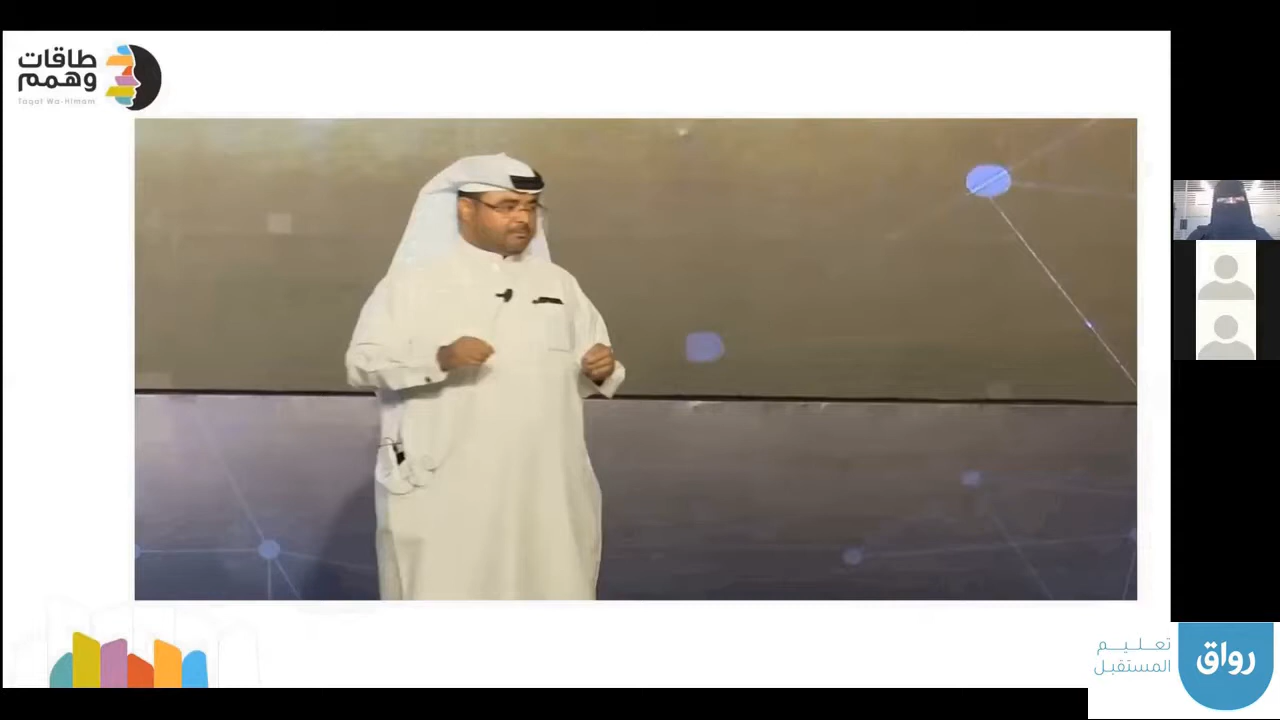 طاقات
وهمم
Taqat Wa-Himam
تعليم
المستقبل
رواق